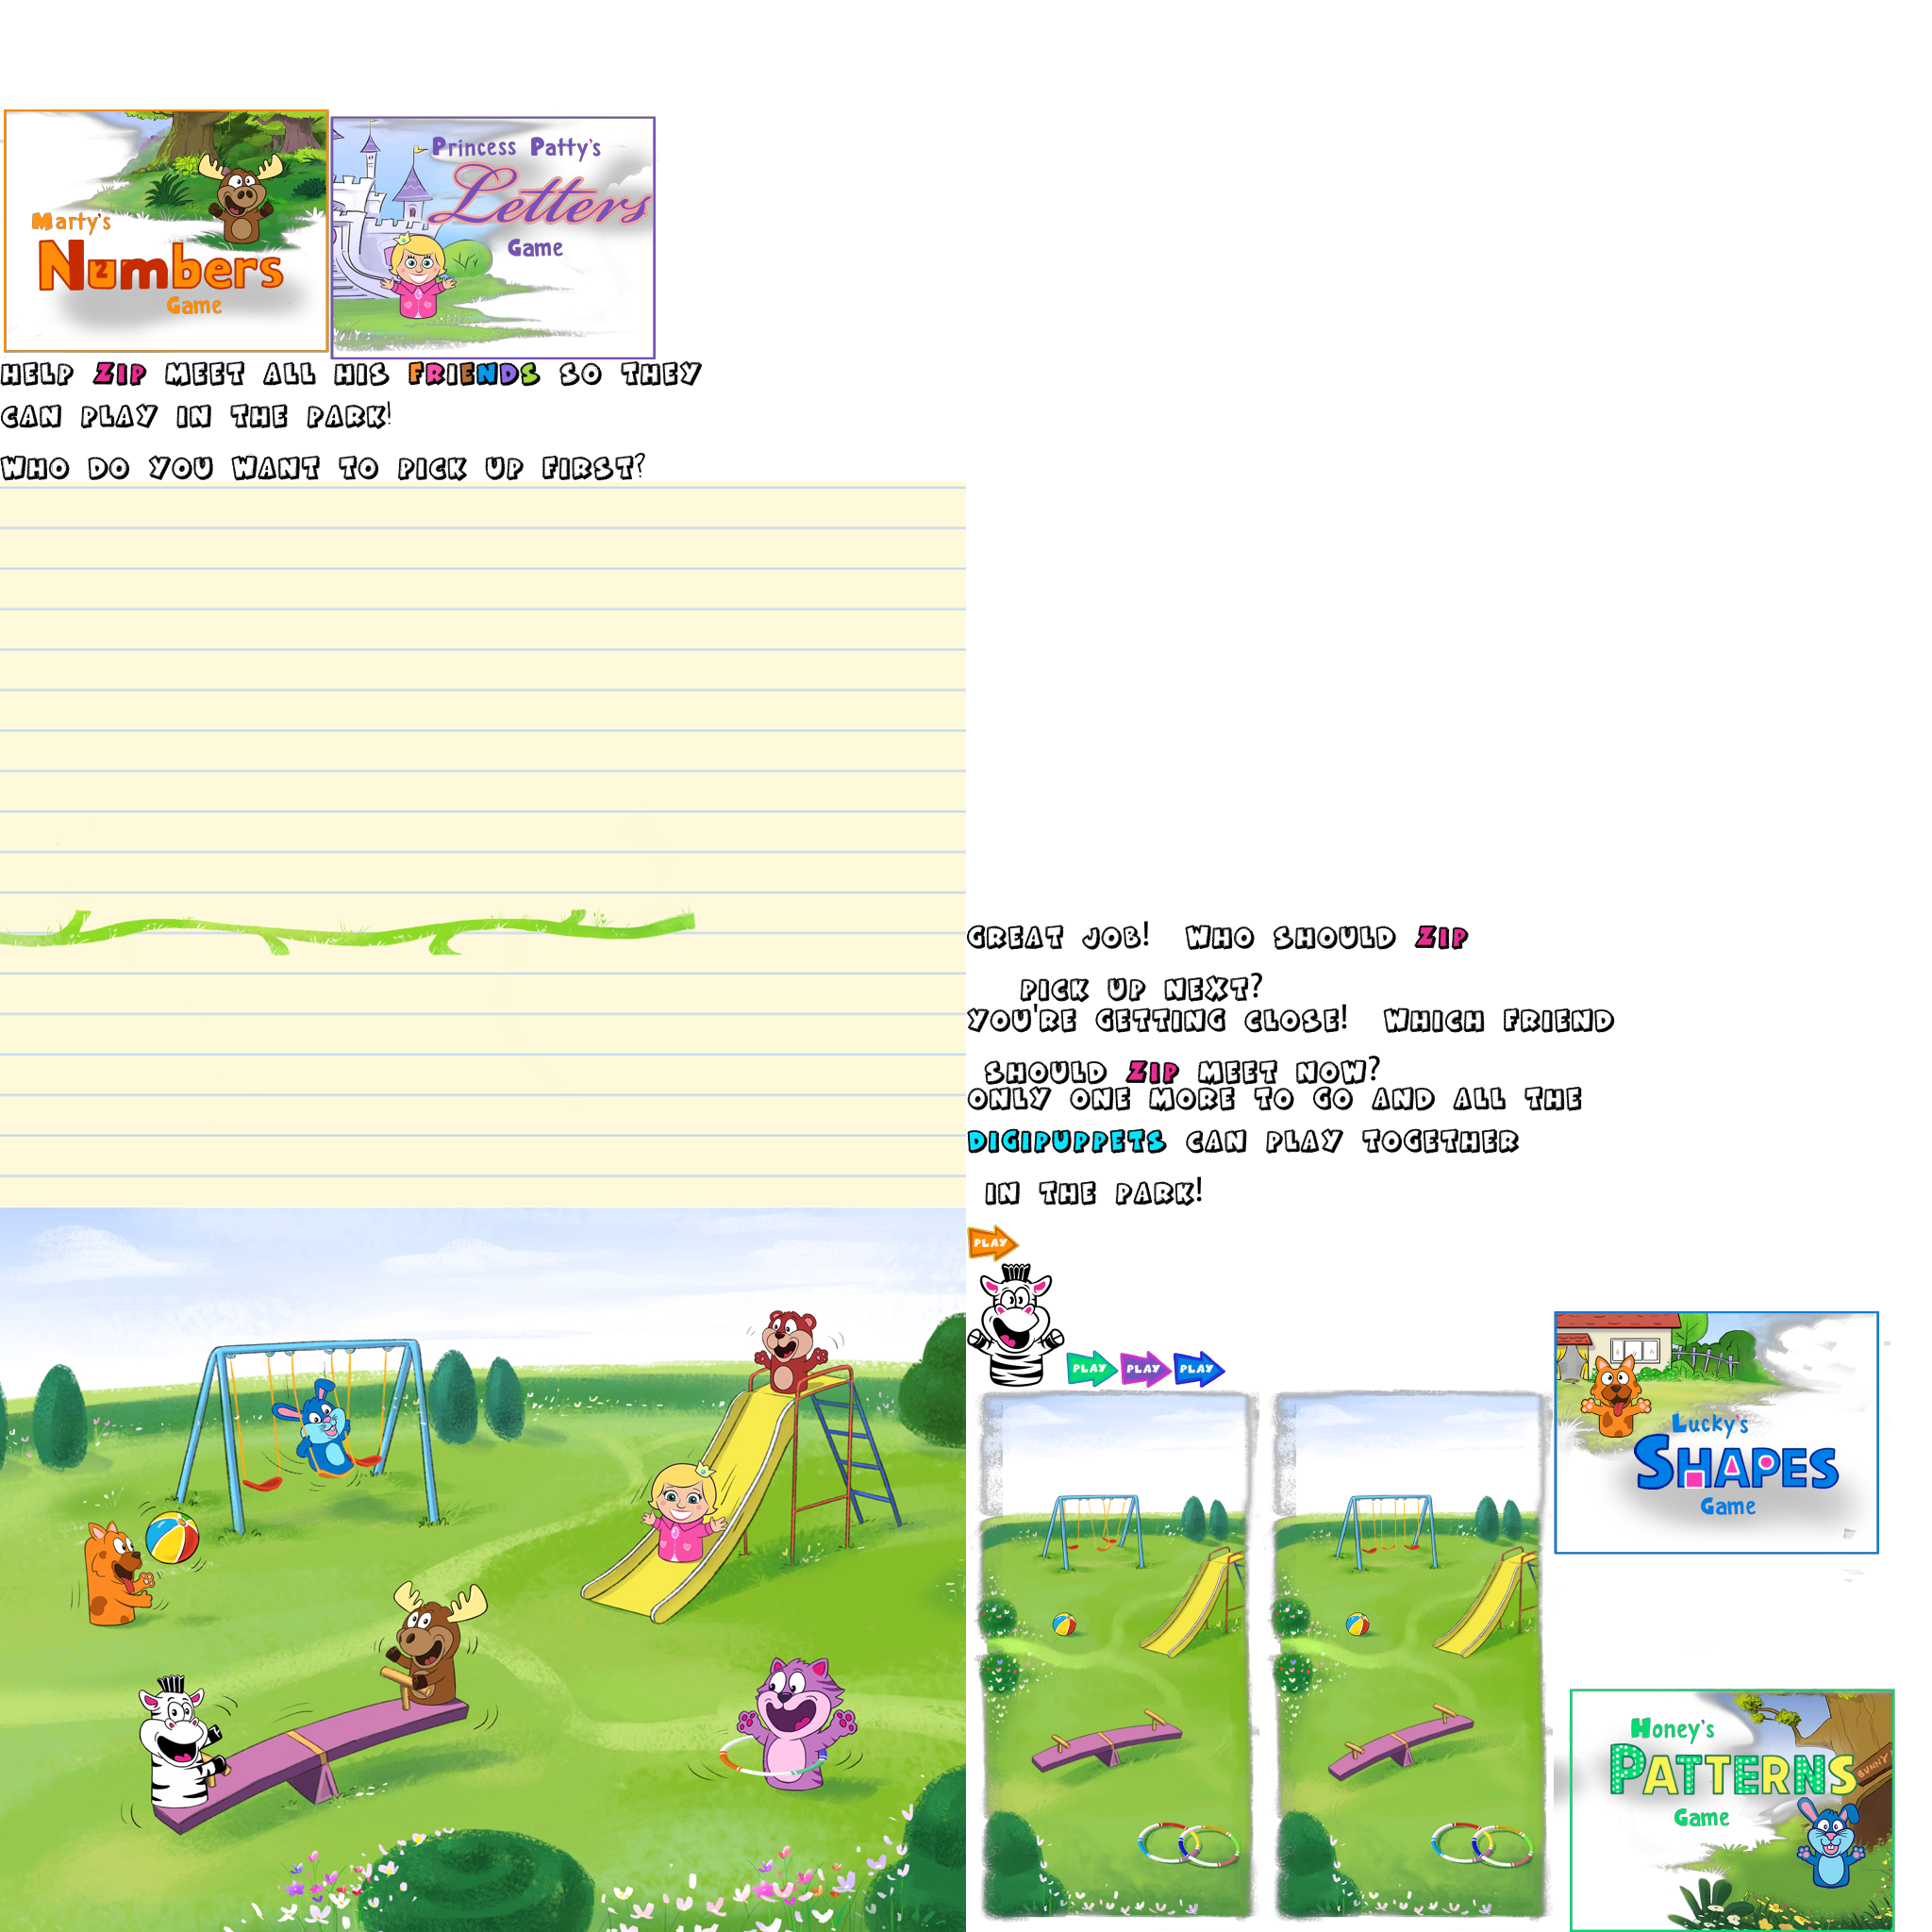 Marty's
Numbers
Game
Princess Patty's
Letters
Game
HELP ZIP MEET ALL HIS FRIENDS SO THEY
CAN PLAY IN THE PARK!
WHO DO YOU WANT TO PICK UP FIRST?
GREAT JOB! WHO SHOULD ZIP
PICK UP NEXT?
YOU'RE GETTING CLOSE! WHICH FRIEND
SHOULD ZIP MEET NOW?
ONLY ONE MORE TO GO AND ALL THE
DIGIPUPPETS CAN PLAY TOGETHER
IN THE PARK!
PLAY
PLAY PLAY PLAY
Lucky's
SHAPES
Game
Honey's
PATTERNS
Game
BUNNY